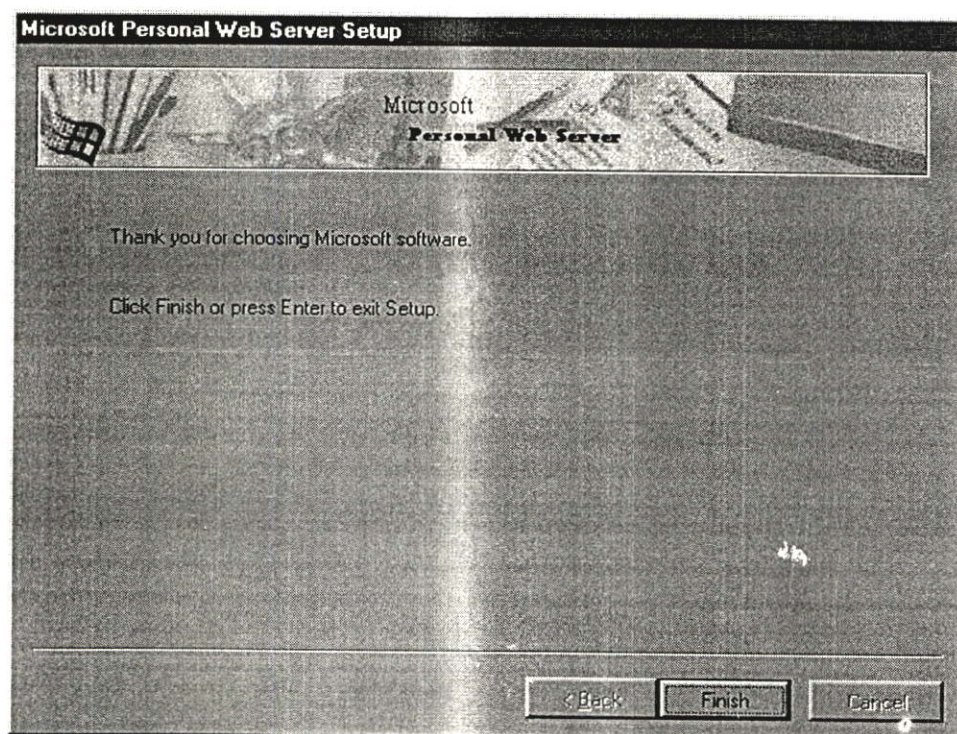 Microsoft Personal Web Server Setup
Microsoft
Personal Web Server
Thank you for choosing Microsoft software.
Click Finish or press Enter to exit Setup.
< Back
Finish
Cancel